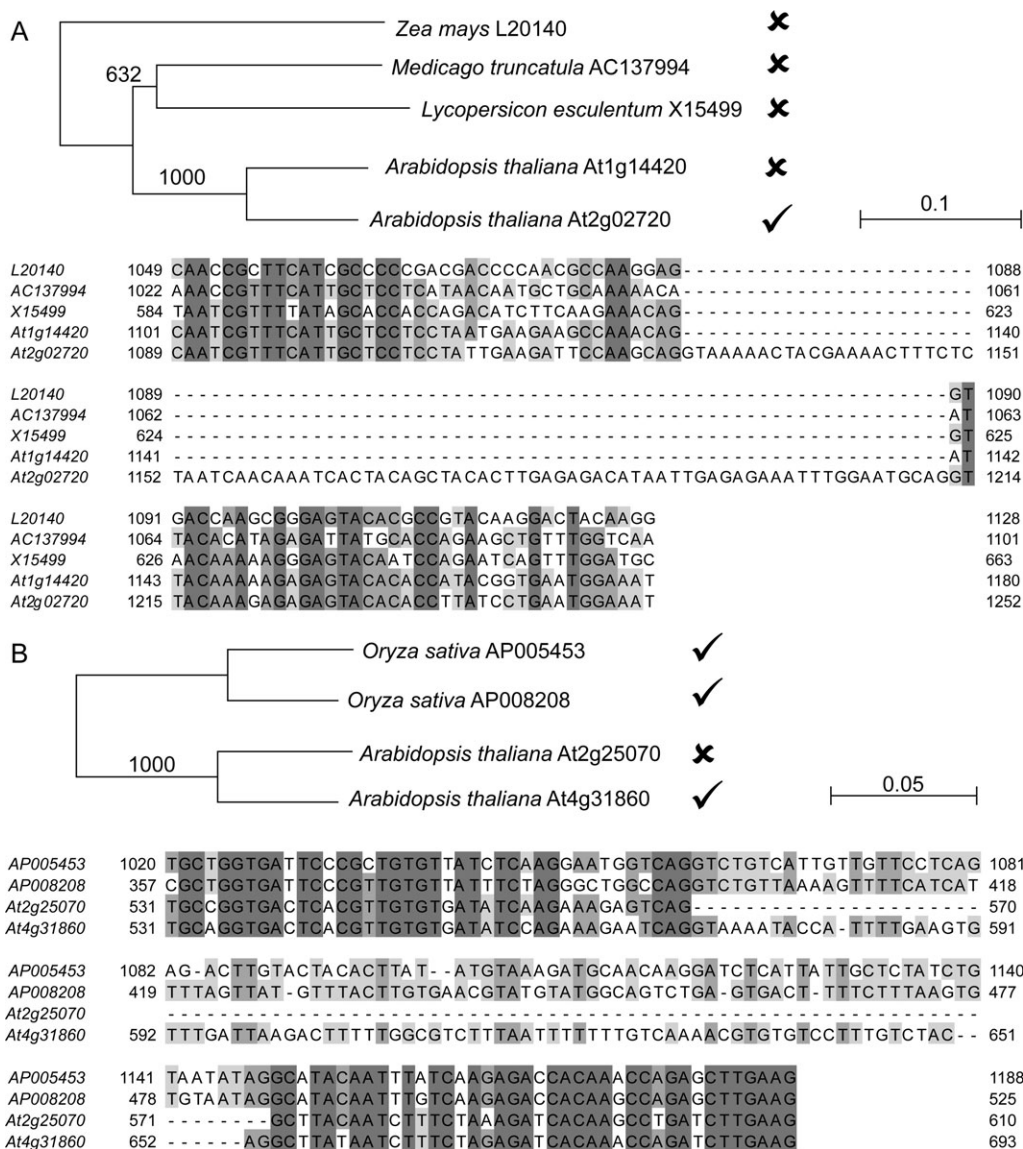 A
Zea mays L20140
632
Medicago truncatula AC137994
Lycopersicon esculentum X15499
Arabidopsis thaliana At1g14420
1000
Arabidopsis thaliana At2g02720
0.1
L20140 1049 CAACCGCTTCATCGCCCCCGACGACCCCAACGCCAAGGAG----------------------- 1088
AC137994 1022 AAACCGTTTCATTGCTCCTCATAACAATGCTGCAAAAACA----------------------- 1061
X15499 584 TAATCGTTTTATAGCACCACCAGACATCTTCAAGAAACAG----------------------- 623
At1g14420 1101 CAATCGTTTCATTGCTCCTCCTAATGAAGAAGCCAAACAG----------------------- 1140
At2g02720 1089 CAATCGTTTCATTGCTCCTCCTATTGAAGATTCCAAGCAGGTAAAAACTACGAAAACTTTCTC 1151
L20140 1089 -------------------------------------------------------------GT 1090
AC137994 1062 -------------------------------------------------------------AT 1063
X15499 624 -------------------------------------------------------------GT 625
At1g14420 1141 -------------------------------------------------------------AT 1142
At2g02720 1152 TAATCAACAAATCACTACAGCTACACTTGAGAGACATAATTGAGAGAAATTTGGAATGCAGGT 1214
L20140 1091 GACCAAGCGGGAGTACACGCCGTACAAGGACTACAAGG 1128
AC137994 1064 TACACATAGAGATTATGCACCAGAAGCTGTTTGGTCAA 1101
X15499 626 AACAAAAAGGGAGTACAATCCAGAATCAGTTTGGATGC 663
At1g14420 1143 TACAAAAAGAGAGTACACACCATACGGTGAATGGAAAT 1180
At2g02720 1215 TACAAAGAGAGAGTACACACCTTATCCTGAATGGAAAT 1252
B
Oryza sativa AP005453
Oryza sativa AP008208
Arabidopsis thaliana At2g25070
1000
Arabidopsis thaliana At4g31860
0.05
AP005453 1020 TGCTGGTGATTCCCGCTGTGTTATCTCAAGGAATGGTCAGGTCTGTCATTGTTGTTCCTCAG 1081
AP008208 357 CGCTGGTGATTCCCGTTGTGTTATTTCTAGGGCTGGCCAGGTCTGTTAAAAGTTTTCATCAT 418
At2g25070 531 TGCCGGTGACTCACGTTGTGTGATATCAAGAAAGAGTCAG---------------------- 570
At4g31860 531 TGCAGGTGACTCACGTTGTGTGATATCCAGAAAGAATCAGGTAAAATACCA-TTTTGAAGTG 591
AP005453 1082 AG-ACTTGTACTACACTTAT--ATGTAAAGATGCAACAAGGATCTCATTATTGCTCTATCTG 1140
AP008208 419 TTTAGTTAT-GTTTACTTGTGAACGTATGTATGGCAGTCTGA-GTGACT-TTTCTTTAAGTG 477
At2g25070 --------------------------------------------------------------
At4g31860 592 TTTGATTAAGACTTTTTGGCGTCTTTAATTTTTTTGTCAAAACGTGTGTCCTTTGTCTAC-- 651
AP005453 1141 TAATATAGGCATACAATTTATCAAGAGACCACAAACCAGAGCTTGAAG 1188
AP008208 478 TGTAATAGGCATACAATTTGTCAAGAGACCACAAGCCAGAGCTTGAAG 525
At2g25070 571 --------GCTTACAATCTTTCTAAAGATCACAAGCCTGATCTTGAAG 610
At4g31860 652 ------AGGCTTATAATCTTTCTAGAGATCACAAACCAGATCTTGAAG 693